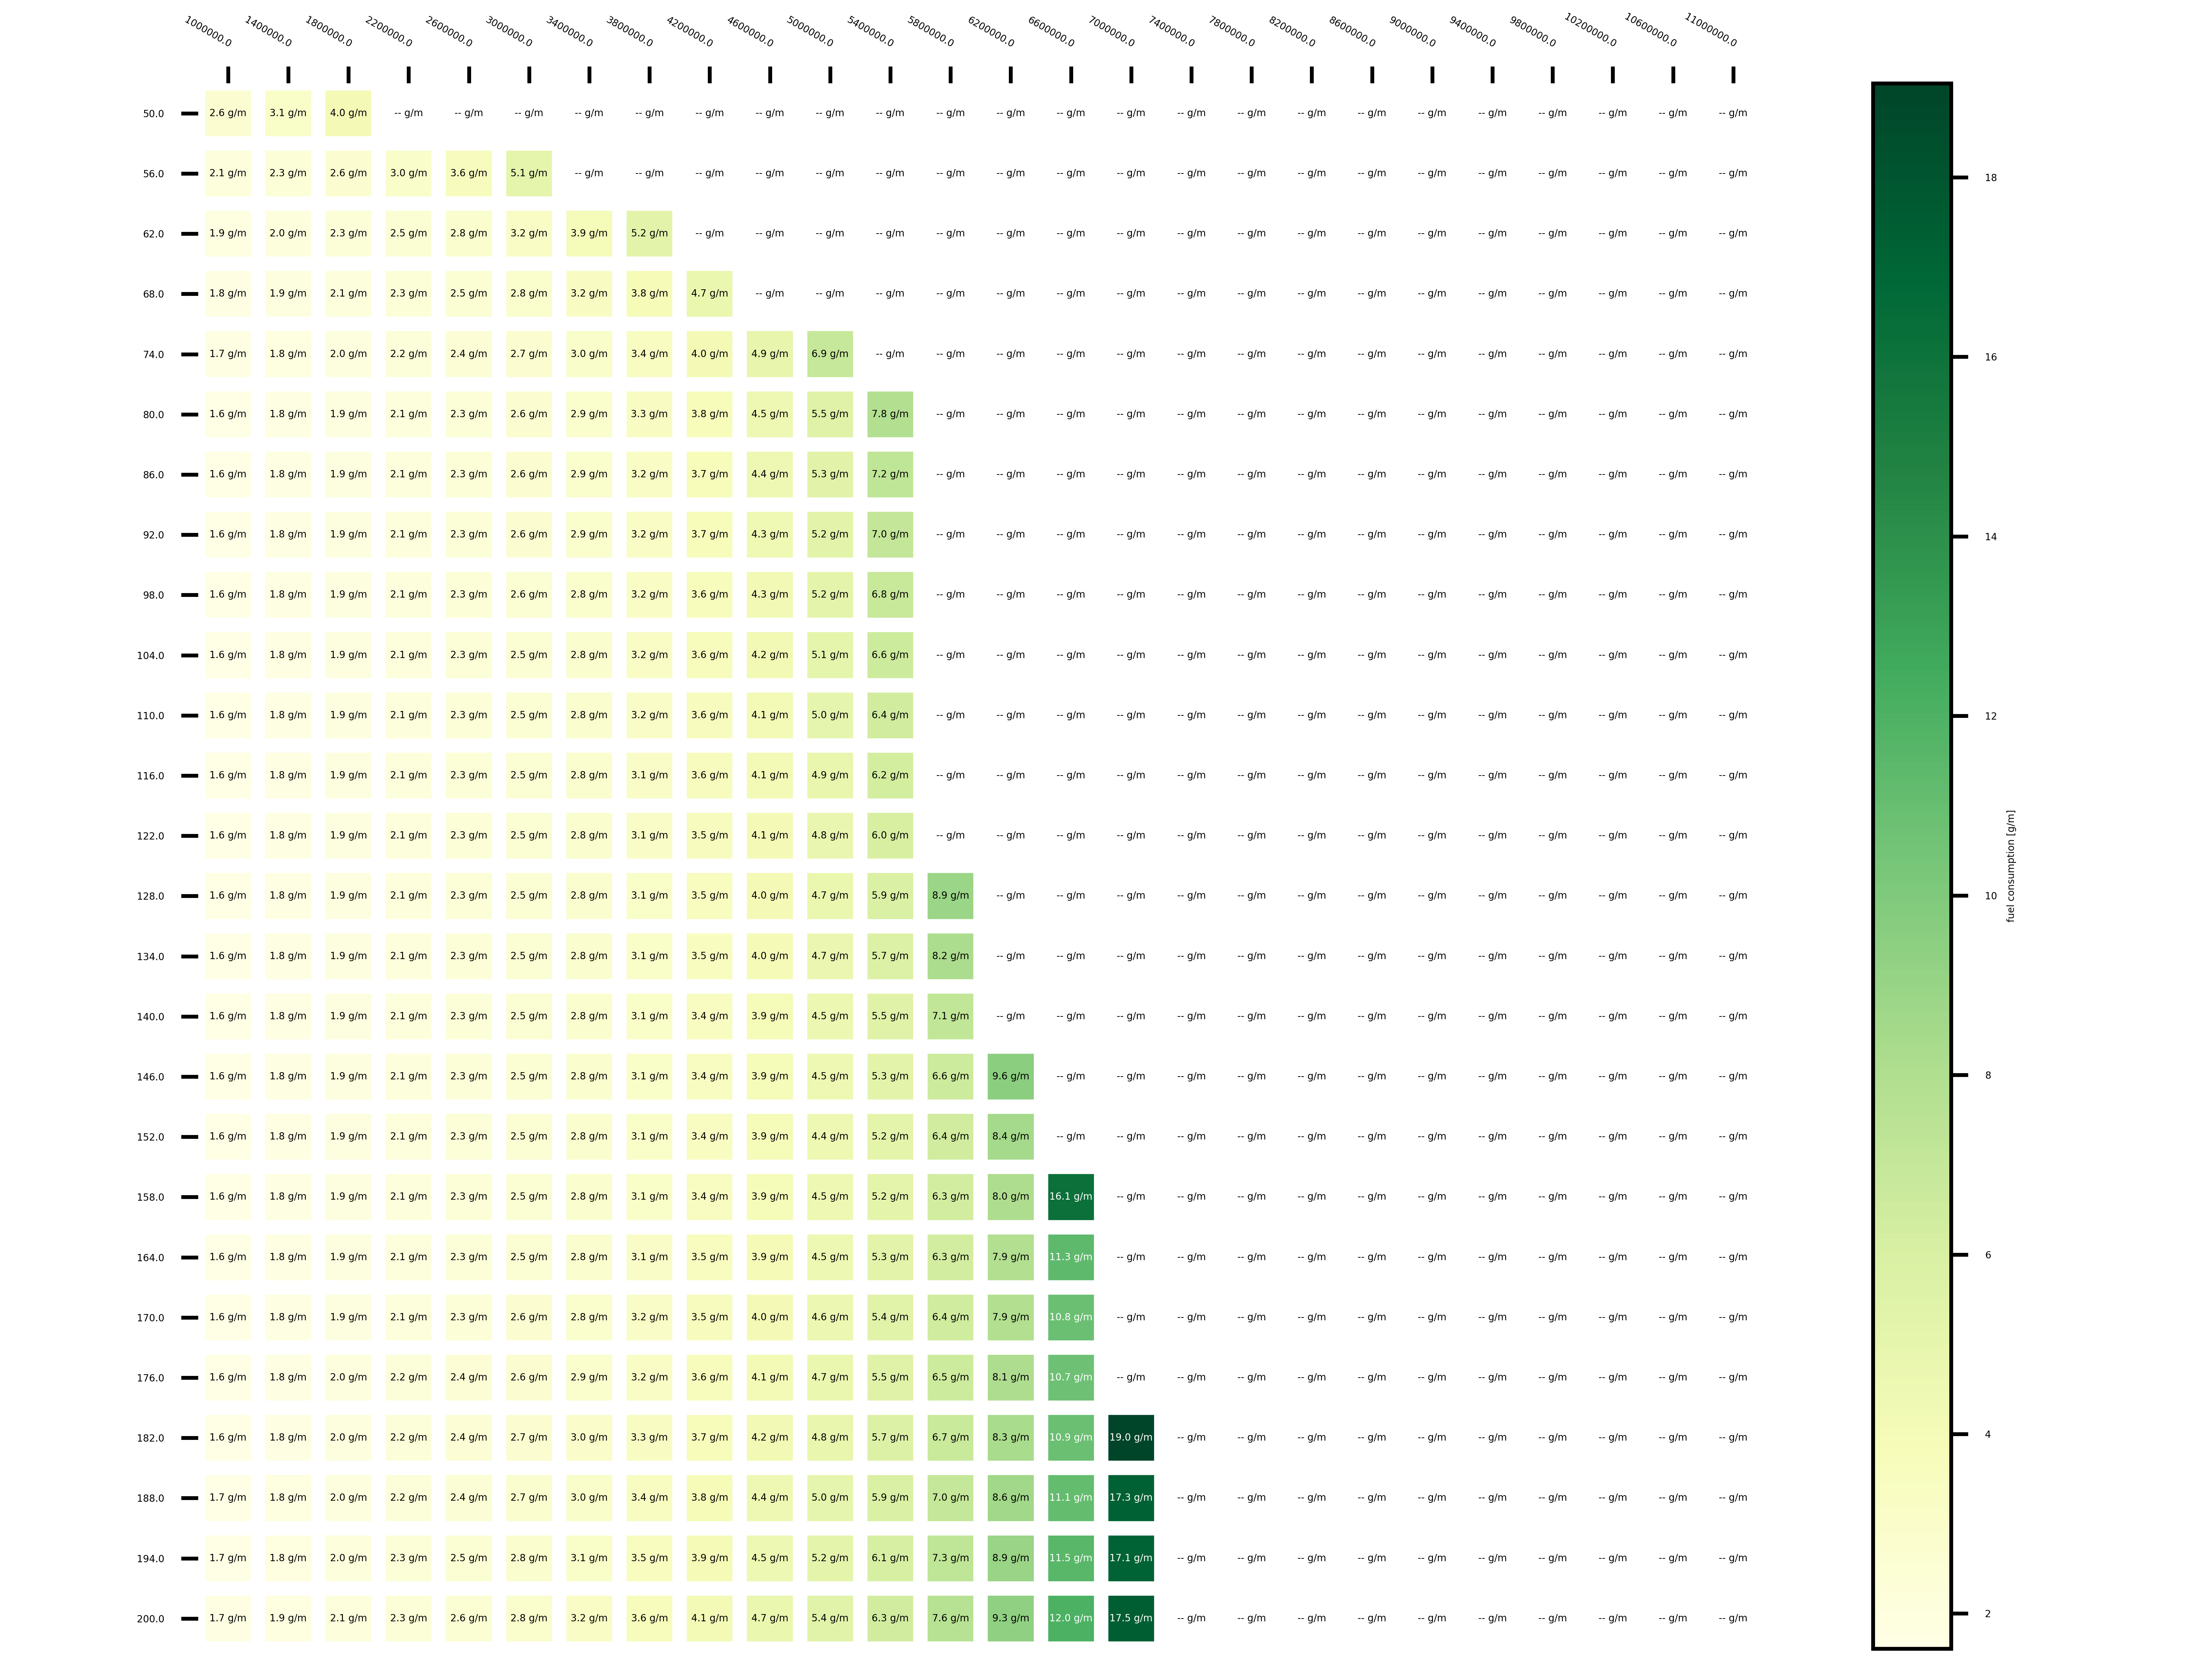 1000000.0 1400000.0 1800000.0 2200000.0 2600000.0 3000000.0 3400000.0 3800000.0 4200000.0 4600000.0 5000000.0 5400000.0 5800000.0 6200000.0 6600000.0 7000000.0 7400000.0 7800000.0 8200000.0 8600000.0 9000000.0 9400000.0 9800000.0 10200000.0 10600000.0 11000000.0
50.0 2.6 g/m 3.1 g/m 4.0 g/m -- g/m -- g/m -- g/m -- g/m -- g/m -- g/m -- g/m -- g/m -- g/m -- g/m -- g/m -- g/m -- g/m -- g/m -- g/m -- g/m -- g/m -- g/m -- g/m -- g/m -- g/m -- g/m -- g/m
56.0 2.1 g/m 2.3 g/m 2.6 g/m 3.0 g/m 3.6 g/m 5.1 g/m -- g/m -- g/m -- g/m -- g/m -- g/m -- g/m -- g/m -- g/m -- g/m -- g/m -- g/m -- g/m -- g/m -- g/m -- g/m -- g/m -- g/m -- g/m -- g/m -- g/m
18
62.0 1.9 g/m 2.0 g/m 2.3 g/m 2.5 g/m 2.8 g/m 3.2 g/m 3.9 g/m 5.2 g/m -- g/m -- g/m -- g/m -- g/m -- g/m -- g/m -- g/m -- g/m -- g/m -- g/m -- g/m -- g/m -- g/m -- g/m -- g/m -- g/m -- g/m -- g/m
68.0 1.8 g/m 1.9 g/m 2.1 g/m 2.3 g/m 2.5 g/m 2.8 g/m 3.2 g/m 3.8 g/m 4.7 g/m -- g/m -- g/m -- g/m -- g/m -- g/m -- g/m -- g/m -- g/m -- g/m -- g/m -- g/m -- g/m -- g/m -- g/m -- g/m -- g/m -- g/m
74.0 1.7 g/m 1.8 g/m 2.0 g/m 2.2 g/m 2.4 g/m 2.7 g/m 3.0 g/m 3.4 g/m 4.0 g/m 4.9 g/m 6.9 g/m -- g/m -- g/m -- g/m -- g/m -- g/m -- g/m -- g/m -- g/m -- g/m -- g/m -- g/m -- g/m -- g/m -- g/m -- g/m
16
80.0 1.6 g/m 1.8 g/m 1.9 g/m 2.1 g/m 2.3 g/m 2.6 g/m 2.9 g/m 3.3 g/m 3.8 g/m 4.5 g/m 5.5 g/m 7.8 g/m -- g/m -- g/m -- g/m -- g/m -- g/m -- g/m -- g/m -- g/m -- g/m -- g/m -- g/m -- g/m -- g/m -- g/m
86.0 1.6 g/m 1.8 g/m 1.9 g/m 2.1 g/m 2.3 g/m 2.6 g/m 2.9 g/m 3.2 g/m 3.7 g/m 4.4 g/m 5.3 g/m 7.2 g/m -- g/m -- g/m -- g/m -- g/m -- g/m -- g/m -- g/m -- g/m -- g/m -- g/m -- g/m -- g/m -- g/m -- g/m
92.0 1.6 g/m 1.8 g/m 1.9 g/m 2.1 g/m 2.3 g/m 2.6 g/m 2.9 g/m 3.2 g/m 3.7 g/m 4.3 g/m 5.2 g/m 7.0 g/m -- g/m -- g/m -- g/m -- g/m -- g/m -- g/m -- g/m -- g/m -- g/m -- g/m -- g/m -- g/m -- g/m -- g/m
14
98.0 1.6 g/m 1.8 g/m 1.9 g/m 2.1 g/m 2.3 g/m 2.6 g/m 2.8 g/m 3.2 g/m 3.6 g/m 4.3 g/m 5.2 g/m 6.8 g/m -- g/m -- g/m -- g/m -- g/m -- g/m -- g/m -- g/m -- g/m -- g/m -- g/m -- g/m -- g/m -- g/m -- g/m
104.0 1.6 g/m 1.8 g/m 1.9 g/m 2.1 g/m 2.3 g/m 2.5 g/m 2.8 g/m 3.2 g/m 3.6 g/m 4.2 g/m 5.1 g/m 6.6 g/m -- g/m -- g/m -- g/m -- g/m -- g/m -- g/m -- g/m -- g/m -- g/m -- g/m -- g/m -- g/m -- g/m -- g/m
110.0 1.6 g/m 1.8 g/m 1.9 g/m 2.1 g/m 2.3 g/m 2.5 g/m 2.8 g/m 3.2 g/m 3.6 g/m 4.1 g/m 5.0 g/m 6.4 g/m -- g/m -- g/m -- g/m -- g/m -- g/m -- g/m -- g/m -- g/m -- g/m -- g/m -- g/m -- g/m -- g/m -- g/m
12
116.0 1.6 g/m 1.8 g/m 1.9 g/m 2.1 g/m 2.3 g/m 2.5 g/m 2.8 g/m 3.1 g/m 3.6 g/m 4.1 g/m 4.9 g/m 6.2 g/m -- g/m -- g/m -- g/m -- g/m -- g/m -- g/m -- g/m -- g/m -- g/m -- g/m -- g/m -- g/m -- g/m -- g/m
122.0 1.6 g/m 1.8 g/m 1.9 g/m 2.1 g/m 2.3 g/m 2.5 g/m 2.8 g/m 3.1 g/m 3.5 g/m 4.1 g/m 4.8 g/m 6.0 g/m -- g/m -- g/m -- g/m -- g/m -- g/m -- g/m -- g/m -- g/m -- g/m -- g/m -- g/m -- g/m -- g/m -- g/m
fuel consumption [g/m]
128.0 1.6 g/m 1.8 g/m 1.9 g/m 2.1 g/m 2.3 g/m 2.5 g/m 2.8 g/m 3.1 g/m 3.5 g/m 4.0 g/m 4.7 g/m 5.9 g/m 8.9 g/m -- g/m -- g/m -- g/m -- g/m -- g/m -- g/m -- g/m -- g/m -- g/m -- g/m -- g/m -- g/m -- g/m
10
134.0 1.6 g/m 1.8 g/m 1.9 g/m 2.1 g/m 2.3 g/m 2.5 g/m 2.8 g/m 3.1 g/m 3.5 g/m 4.0 g/m 4.7 g/m 5.7 g/m 8.2 g/m -- g/m -- g/m -- g/m -- g/m -- g/m -- g/m -- g/m -- g/m -- g/m -- g/m -- g/m -- g/m -- g/m
140.0 1.6 g/m 1.8 g/m 1.9 g/m 2.1 g/m 2.3 g/m 2.5 g/m 2.8 g/m 3.1 g/m 3.4 g/m 3.9 g/m 4.5 g/m 5.5 g/m 7.1 g/m -- g/m -- g/m -- g/m -- g/m -- g/m -- g/m -- g/m -- g/m -- g/m -- g/m -- g/m -- g/m -- g/m
146.0 1.6 g/m 1.8 g/m 1.9 g/m 2.1 g/m 2.3 g/m 2.5 g/m 2.8 g/m 3.1 g/m 3.4 g/m 3.9 g/m 4.5 g/m 5.3 g/m 6.6 g/m 9.6 g/m -- g/m -- g/m -- g/m -- g/m -- g/m -- g/m -- g/m -- g/m -- g/m -- g/m -- g/m -- g/m
8
152.0 1.6 g/m 1.8 g/m 1.9 g/m 2.1 g/m 2.3 g/m 2.5 g/m 2.8 g/m 3.1 g/m 3.4 g/m 3.9 g/m 4.4 g/m 5.2 g/m 6.4 g/m 8.4 g/m -- g/m -- g/m -- g/m -- g/m -- g/m -- g/m -- g/m -- g/m -- g/m -- g/m -- g/m -- g/m
158.0 1.6 g/m 1.8 g/m 1.9 g/m 2.1 g/m 2.3 g/m 2.5 g/m 2.8 g/m 3.1 g/m 3.4 g/m 3.9 g/m 4.5 g/m 5.2 g/m 6.3 g/m 8.0 g/m 16.1 g/m -- g/m -- g/m -- g/m -- g/m -- g/m -- g/m -- g/m -- g/m -- g/m -- g/m -- g/m
164.0 1.6 g/m 1.8 g/m 1.9 g/m 2.1 g/m 2.3 g/m 2.5 g/m 2.8 g/m 3.1 g/m 3.5 g/m 3.9 g/m 4.5 g/m 5.3 g/m 6.3 g/m 7.9 g/m 11.3 g/m -- g/m -- g/m -- g/m -- g/m -- g/m -- g/m -- g/m -- g/m -- g/m -- g/m -- g/m
6
170.0 1.6 g/m 1.8 g/m 1.9 g/m 2.1 g/m 2.3 g/m 2.6 g/m 2.8 g/m 3.2 g/m 3.5 g/m 4.0 g/m 4.6 g/m 5.4 g/m 6.4 g/m 7.9 g/m 10.8 g/m -- g/m -- g/m -- g/m -- g/m -- g/m -- g/m -- g/m -- g/m -- g/m -- g/m -- g/m
176.0 1.6 g/m 1.8 g/m 2.0 g/m 2.2 g/m 2.4 g/m 2.6 g/m 2.9 g/m 3.2 g/m 3.6 g/m 4.1 g/m 4.7 g/m 5.5 g/m 6.5 g/m 8.1 g/m 10.7 g/m -- g/m -- g/m -- g/m -- g/m -- g/m -- g/m -- g/m -- g/m -- g/m -- g/m -- g/m
182.0 1.6 g/m 1.8 g/m 2.0 g/m 2.2 g/m 2.4 g/m 2.7 g/m 3.0 g/m 3.3 g/m 3.7 g/m 4.2 g/m 4.8 g/m 5.7 g/m 6.7 g/m 8.3 g/m 10.9 g/m 19.0 g/m -- g/m -- g/m -- g/m -- g/m -- g/m -- g/m -- g/m -- g/m -- g/m -- g/m
4
188.0 1.7 g/m 1.8 g/m 2.0 g/m 2.2 g/m 2.4 g/m 2.7 g/m 3.0 g/m 3.4 g/m 3.8 g/m 4.4 g/m 5.0 g/m 5.9 g/m 7.0 g/m 8.6 g/m 11.1 g/m 17.3 g/m -- g/m -- g/m -- g/m -- g/m -- g/m -- g/m -- g/m -- g/m -- g/m -- g/m
194.0 1.7 g/m 1.8 g/m 2.0 g/m 2.3 g/m 2.5 g/m 2.8 g/m 3.1 g/m 3.5 g/m 3.9 g/m 4.5 g/m 5.2 g/m 6.1 g/m 7.3 g/m 8.9 g/m 11.5 g/m 17.1 g/m -- g/m -- g/m -- g/m -- g/m -- g/m -- g/m -- g/m -- g/m -- g/m -- g/m
200.0 1.7 g/m 1.9 g/m 2.1 g/m 2.3 g/m 2.6 g/m 2.8 g/m 3.2 g/m 3.6 g/m 4.1 g/m 4.7 g/m 5.4 g/m 6.3 g/m 7.6 g/m 9.3 g/m 12.0 g/m 17.5 g/m -- g/m -- g/m -- g/m -- g/m -- g/m -- g/m -- g/m -- g/m -- g/m -- g/m
2